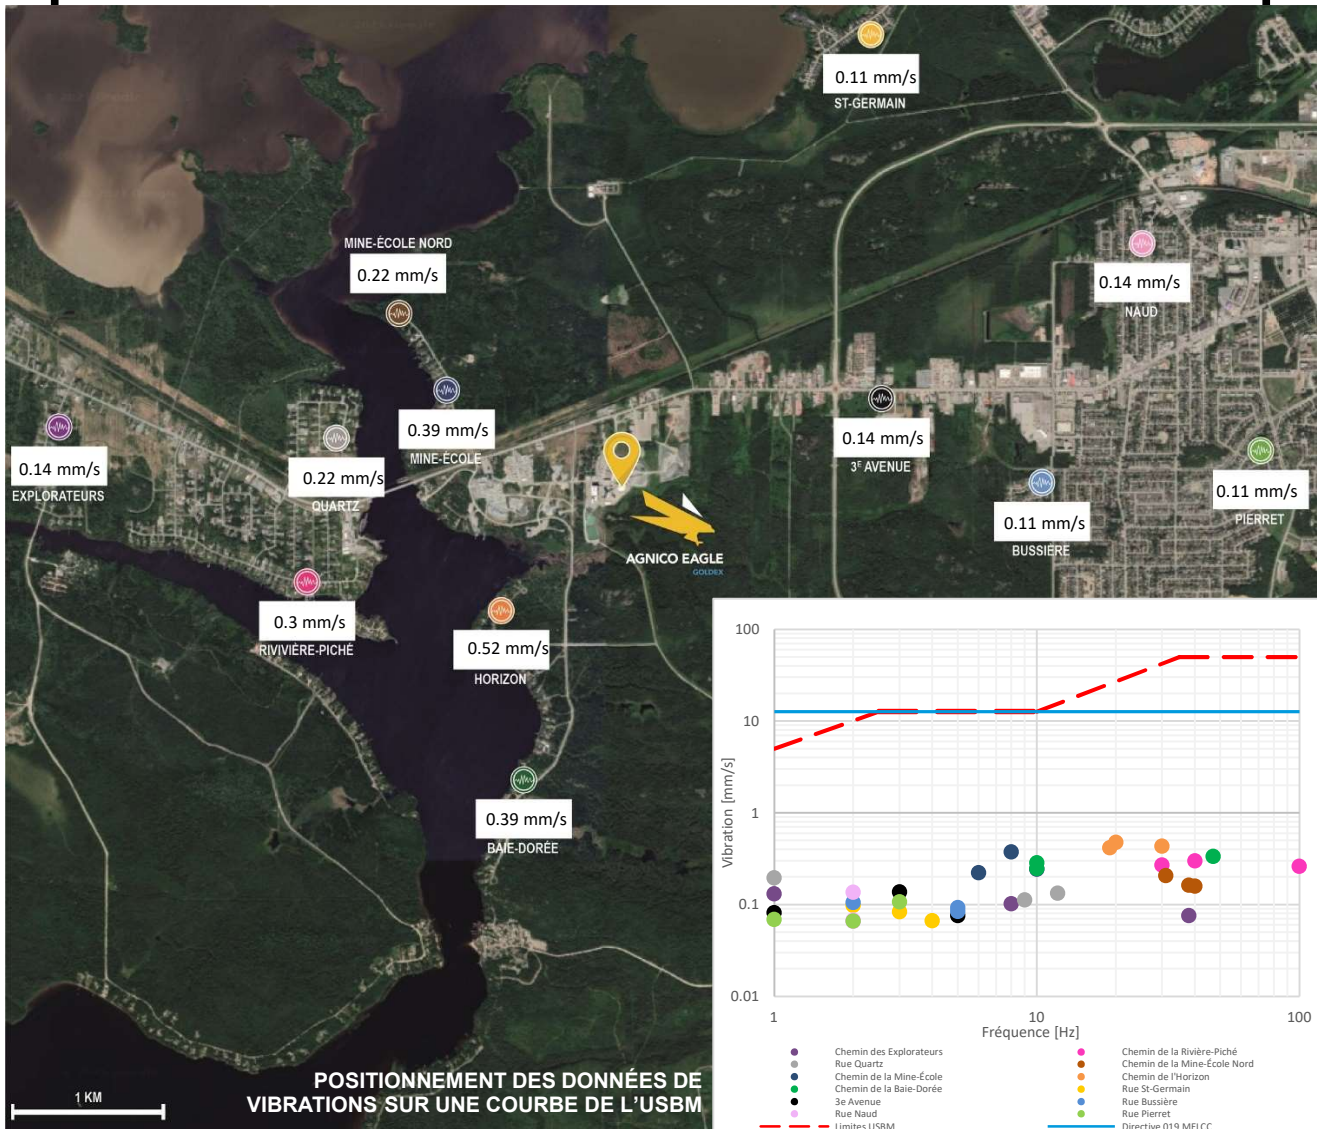 0.11 mm/s
ST-GERMAIN
MINE-ÉCOLE NORD
0.22 mm/s
0.14 mm/s
NAUD
0.39 mm/s
MINE-ÉCOLE
0.14 mm/s
EXPLORATEURS
0.22 mm/s
QUARTZ
0.14 mm/s
3E AVENUE
0.11 mm/s
BUSSIÈRE
0.11 mm/s
PIERRET
AGNICO EAGLE
GOLDEX
0.3 mm/s
RIVIVIÈRE-PICHÉ
0.52 mm/s
HORIZON
0.39 mm/s
BAIE-DORÉE
100
10
1
0.1
0.01
Vibration [mm/s]
1
10
100
Fréquence [Hz]
Chemin des Explorateurs
Chemin de la Rivière-Piché
Rue Quartz
Chemin de la Mine-École Nord
Chemin de la Mine-École
Chemin de l'Horizon
Chemin de la Baie-Dorée
Rue St-Germain
3e Avenue
Rue Bussière
Rue Naud
Rue Pierret
Limites USBM
Directive 019 MELCC
1 KM
POSITIONNEMENT DES DONNÉES DE
VIBRATIONS SUR UNE COURBE DE L'USBM